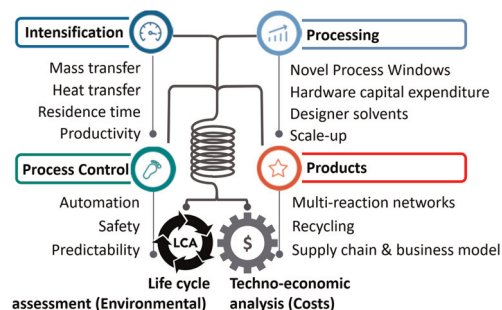 Intensification
Mass transfer
Heat transfer
Residence time
Productivity
Processing
Novel Process Windows
Hardware capital expenditure
Designer solvents
Scale-up
Process Control
Automation
Safety
Predictability
Products
Multi-reaction networks
Recycling
Supply chain & business model
LCA
$
Life cycle
assessment (Environmental)
Techno-economic
analysis (Costs)